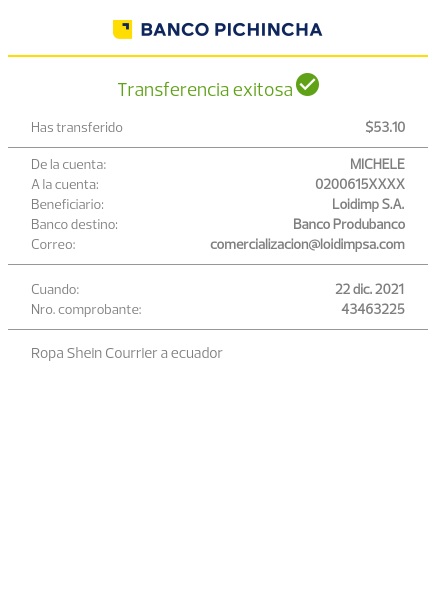 BANCO PICHINCHA
Transferencia exitosa
Has transferido $53.10
De la cuenta: MICHELE
A la cuenta: 0200615XXXX
Beneficiario: Loidimp S.A.
Banco destino: Banco Produbanco
Correo: comercializacion@loidimpsa.com
Cuando: 22 dic. 2021
Nro. comprobante: 43463225
Ropa Shein Courrier a ecuador